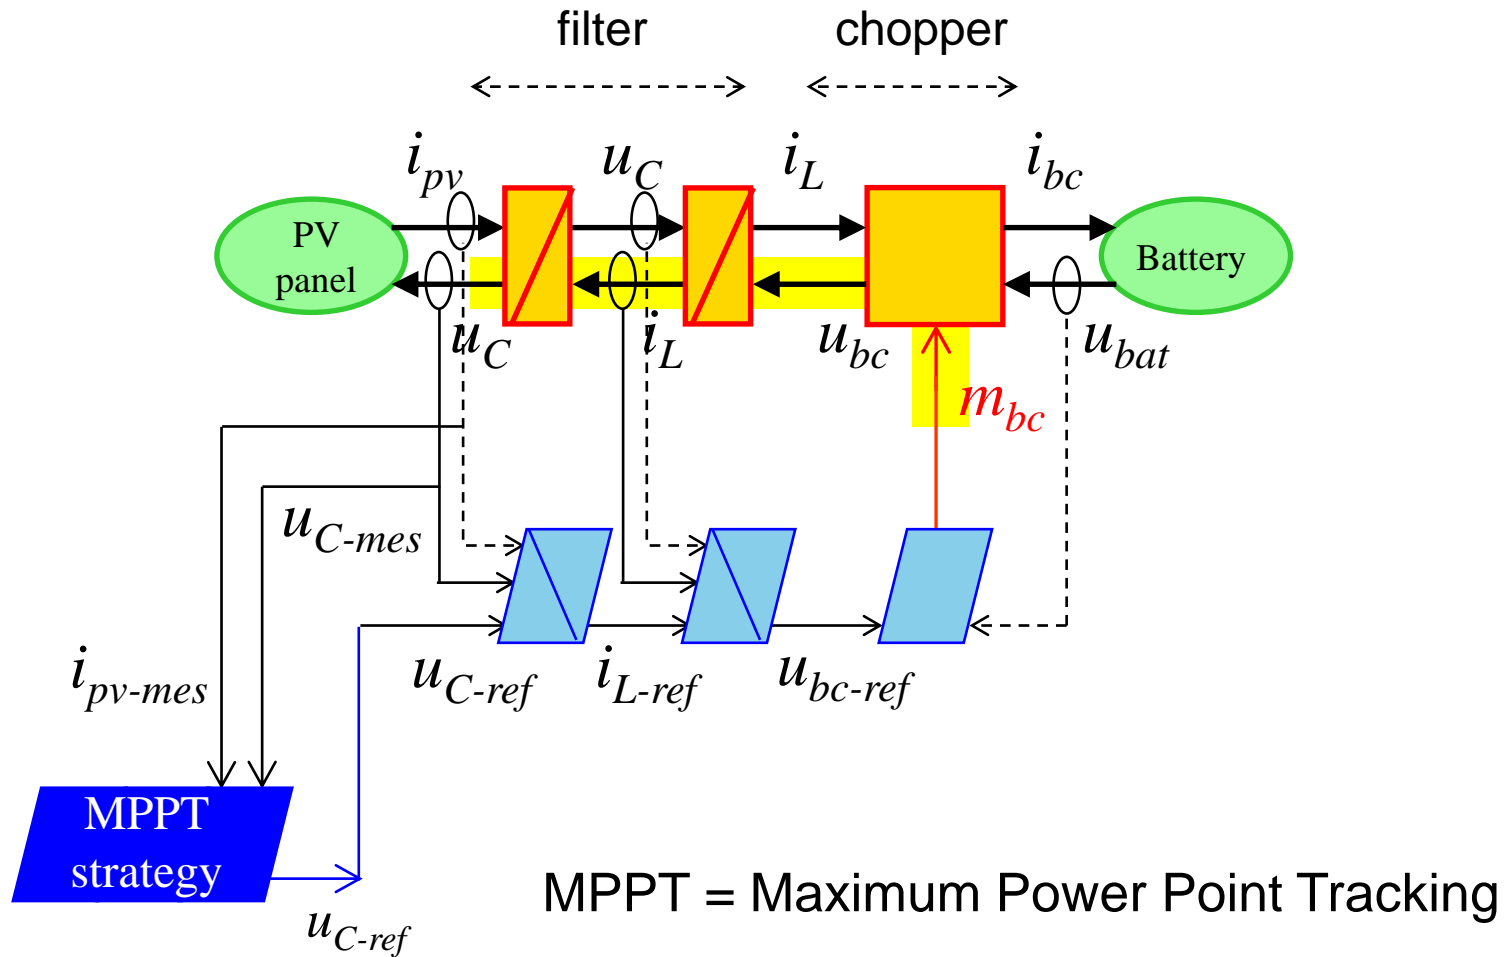 filter chopper
i_pv u_C i_L i_bc
PV
panel
Battery
u_C i_L u_bc u_bat
m_bc
u_C-mes
i_pv-mes
u_C-ref i_L-ref u_bc-ref
MPPT
strategy
u_C-ref
MPPT = Maximum Power Point Tracking